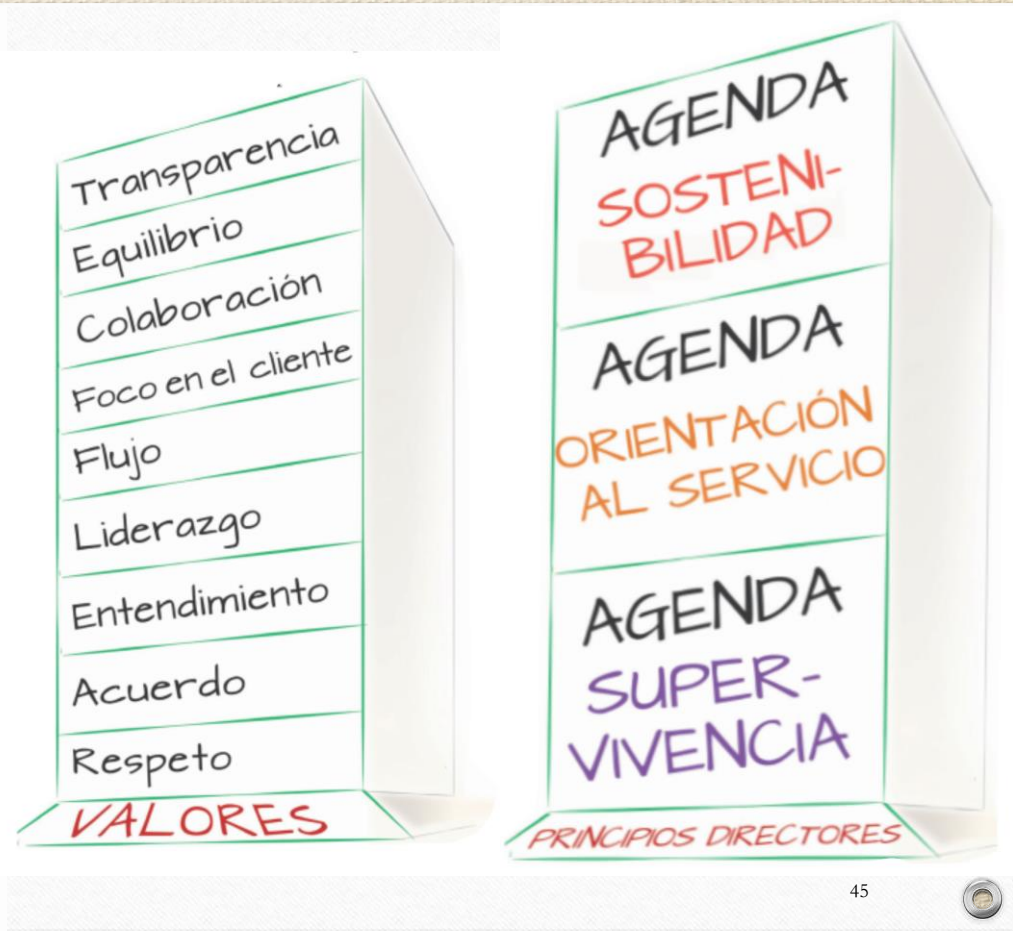 Transparencia
Equilibrio
Colaboración
Foco en el cliente
Flujo
Liderazgo
Entendimiento
Acuerdo
Respeto
VALORES
AGENDA
SOSTENI-
BILIDAD
AGENDA
ORIENTACIÓN
AL SERVICIO
AGENDA
SUPER-
VIVENCIA
PRINCIPIOS DIRECTORES
45